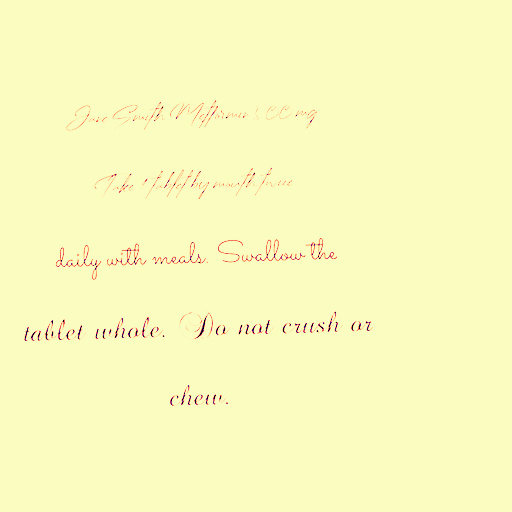 Jane Smith Metformin 500 mg
Take 1 tablet by mouth twice
daily with meals. Swallow the
tablet whole. Do not crush or
chew.